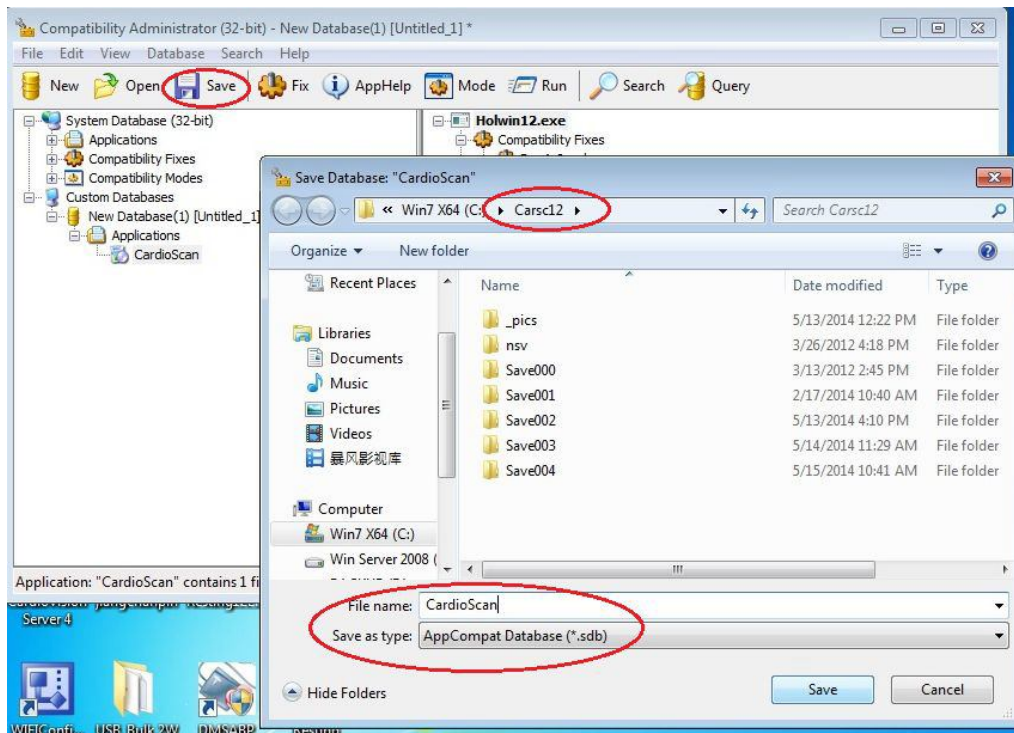 Compatibility Administrator (32-bit) - New Database(1) [Untitled_1] *
File Edit View Database Search Help
New Open Save Fix AppHelp Mode Run Search Query
System Database (32-bit)
Applications
Compatibility Fixes
Compatibility Modes
Custom Databases
New Database(1) [Untitled_1]
Applications
CardioScan
Holwin12.exe
Compatibility Fixes
Save Database: "CardioScan"
« Win7 X64 (C:) Carsc12
Search Carsc12
Organize New folder
Recent Places
Libraries
Documents
Music
Pictures
Videos
暴风影视库
Computer
Win7 X64 (C:)
Win Server 2008 (
Name Date modified Type
_pics 5/13/2014 12:22 PM File folder
nsv 3/26/2012 4:18 PM File folder
Save000 3/13/2012 2:45 PM File folder
Save001 2/17/2014 10:40 AM File folder
Save002 5/13/2014 4:10 PM File folder
Save003 5/14/2014 11:29 AM File folder
Save004 5/15/2014 10:41 AM File folder
File name: CardioScan
Save as type: AppCompat Database (*.sdb)
Hide Folders
Save Cancel
Application: "CardioScan" contains 1 fi
Server 4
USB Bulk 2W DMSABP